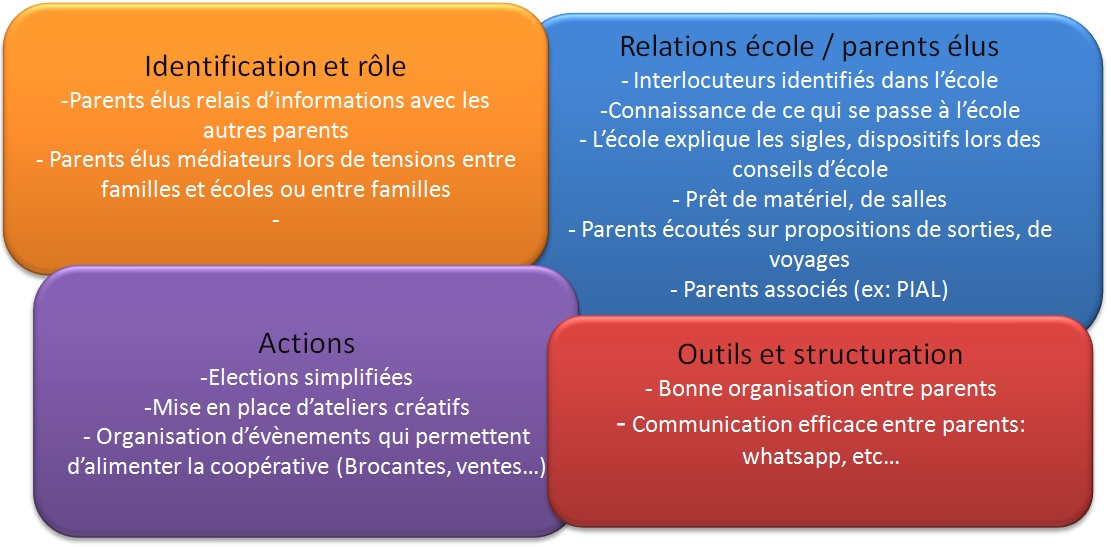 Identification et rôle
-Parents élus relais d’informations avec les
autres parents
- Parents élus médiateurs lors de tensions entre
familles et écoles ou entre familles
-
Relations école / parents élus
- Interlocuteurs identifiés dans l’école
-Connaissance de ce qui se passe à l’école
- L’école explique les sigles, dispositifs lors des
conseils d’école
- Prêt de matériel, de salles
- Parents écoutés sur propositions de sorties, de
voyages
- Parents associés (ex: PIAL)
Actions
-Elections simplifiées
-Mise en place d’ateliers créatifs
- Organisation d’évènements qui permettent
d’alimenter la coopérative (Brocantes, ventes…)
Outils et structuration
- Bonne organisation entre parents
- Communication efficace entre parents:
whatsapp, etc…